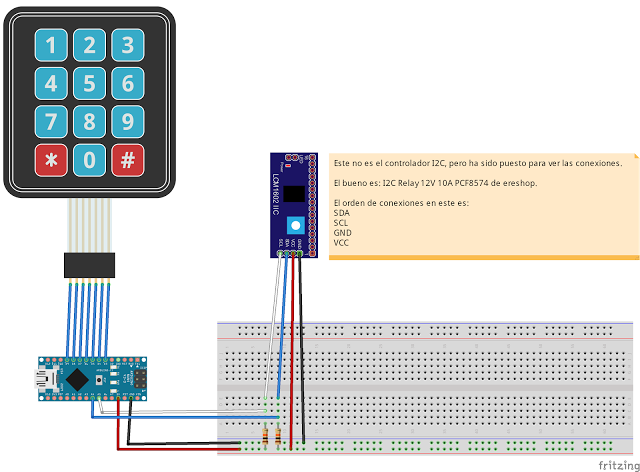 1 2 3
4 5 6
7 8 9
* 0 #
LCM1602 IIC
SCL SDA VCC GND
Este no es el controlador I2C, pero ha sido puesto para ver las conexiones.
El bueno es: I2C Relay 12V 10A PCF8574 de ereshop.
El orden de conexiones en este es:
SDA
SCL
GND
VCC
fritzing